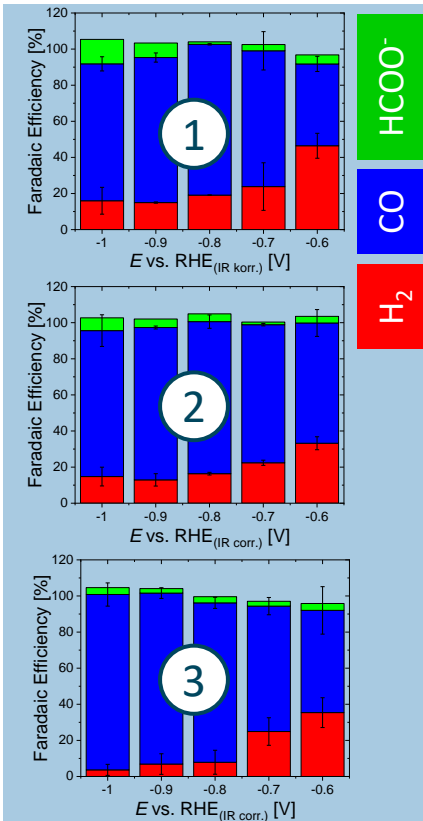 120
100
80
60
40
20
0
Faradaic Efficiency [%]
1
-1 -0.9 -0.8 -0.7 -0.6
E vs. RHE(IR korr.) [V]
HCOO-
CO
H2
120
100
80
60
40
20
0
Faradaic Efficiency [%]
2
-1 -0.9 -0.8 -0.7 -0.6
E vs. RHE(IR corr.) [V]
120
100
80
60
40
20
0
Faradaic Efficiency [%]
3
-1 -0.9 -0.8 -0.7 -0.6
E vs. RHE(IR corr.) [V]